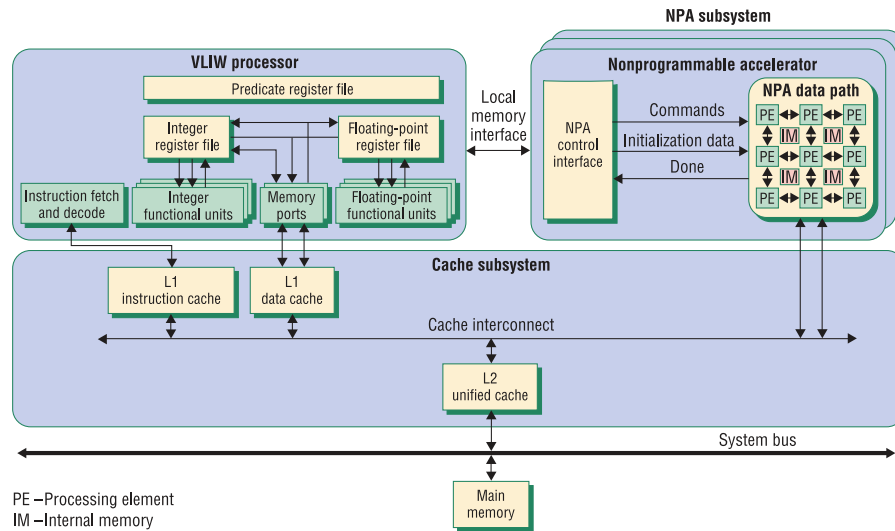 NPA subsystem
VLIW processor
Nonprogrammable accelerator
Predicate register file
NPA data path
Local
memory
interface
Integer
register file
Floating-point
register file
NPA
control
interface
Commands
Initialization data
Done
PE PE PE
IM IM
PE PE PE
IM IM
PE PE PE
Instruction fetch
and decode
Integer
functional units
Memory
ports
Floating-point
functional units
Cache subsystem
L1
instruction cache
L1
data cache
Cache interconnect
L2
unified cache
System bus
Main
memory
PE –Processing element
IM –Internal memory